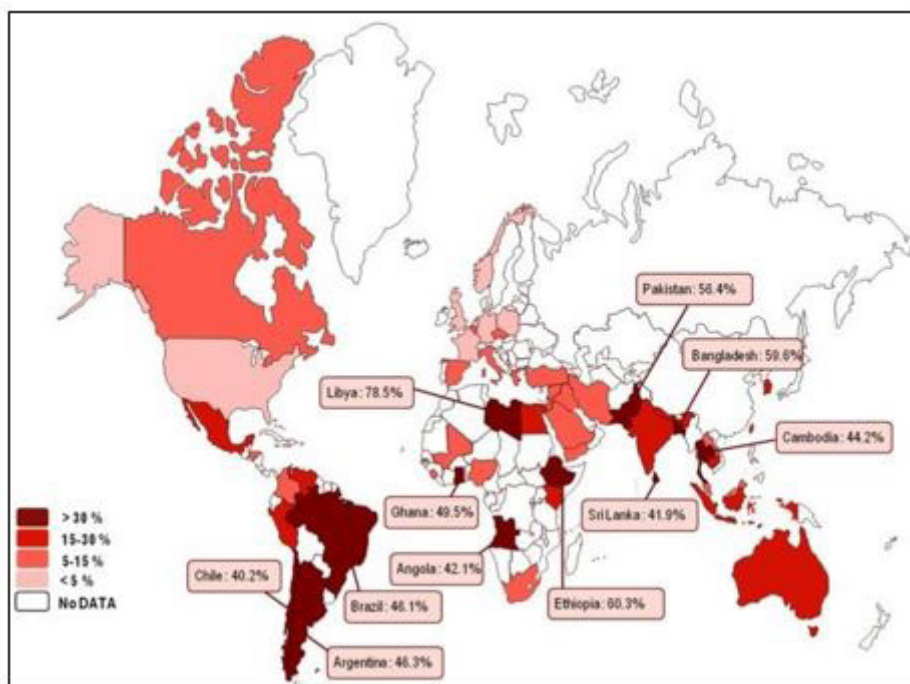 Pakistan: 56.4%
Bangladesh: 59.6%
Libya: 78.5%
Cambodia: 44.2%
Ghana: 49.5%
Sri Lanka: 41.9%
Angola: 42.1%
Chile: 40.2%
Brazil: 46.1%
Ethiopia: 60.3%
Argentina: 46.3%
> 30 %
15-30 %
5-15 %
< 5 %
No DATA